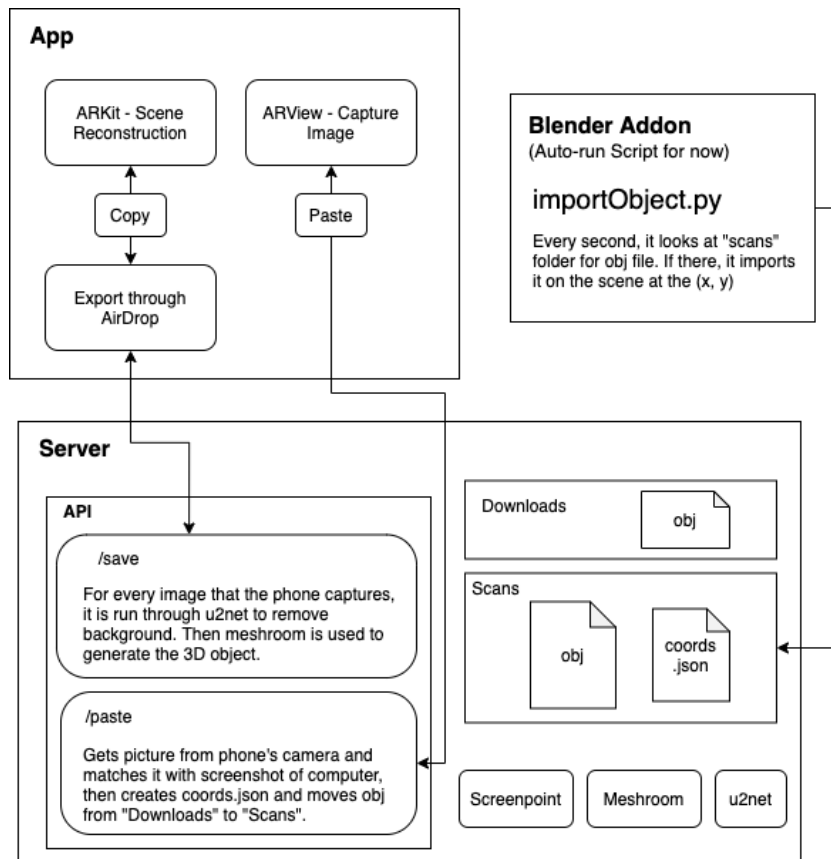 App
ARKit - Scene
Reconstruction
ARView - Capture
Image
Copy
Paste
Export through
AirDrop
Blender Addon
(Auto-run Script for now)
importObject.py
Every second, it looks at "scans"
folder for obj file. If there, it imports
it on the scene at the (x, y)
Server
API
/save
For every image that the phone captures,
it is run through u2net to remove
background. Then meshroom is used to
generate the 3D object.
/paste
Gets picture from phone's camera and
matches it with screenshot of computer,
then creates coords.json and moves obj
from "Downloads" to "Scans".
Downloads
obj
Scans
obj
coords
.json
Screenpoint
Meshroom
u2net